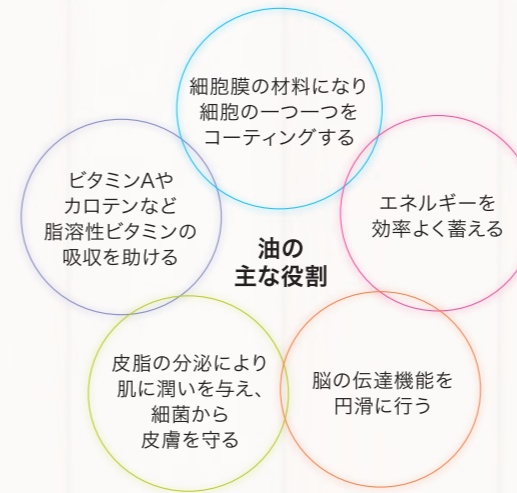 細胞膜の材料になり
細胞の一つ一つを
コーティングする
エネルギーを
効率よく蓄える
脳の伝達機能を
円滑に行う
皮脂の分泌により
肌に潤いを与え、
細菌から
皮膚を守る
ビタミンAや
カロテンなど
脂溶性ビタミンの
吸収を助ける
油の
主な役割